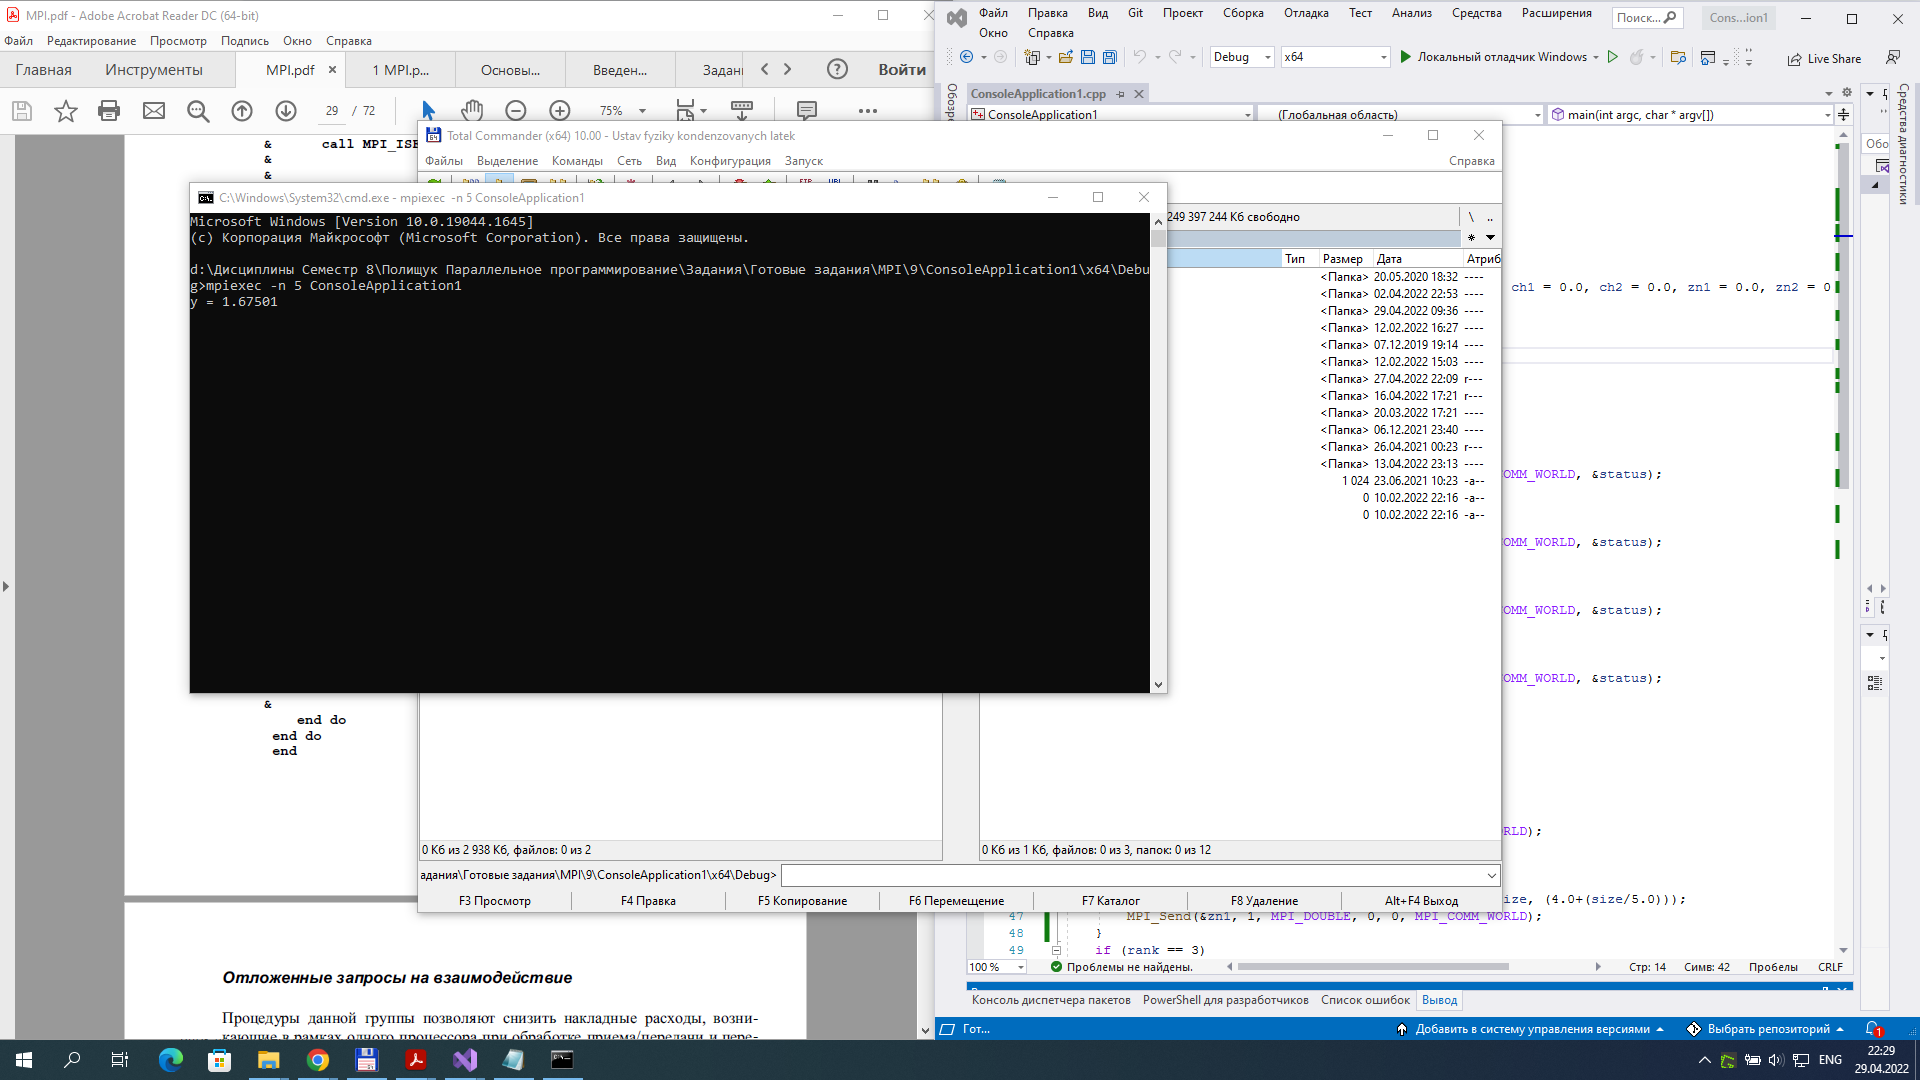 MPI.pdf - Adobe Acrobat Reader DC (64-bit)
Файл Редактирование Просмотр Подпись Окно Справка
Главная Инструменты MPI.pdf 1 MPI.p... Основы... Введен... Войти
29 / 72 75%
& call MPI_ISE
&
&
&
end do
end do
end
Отложенные запросы на взаимодействие
Процедуры данной группы позволяют снизить накладные расходы, возни-
кающие в рамках одного процессора при обработке приема/передачи и пере-
Total Commander (x64) 10.00 - Ustav fyziky kondenzovanych latek
Файлы Выделение Команды Сеть Вид Конфигурация Запуск Справка
249 397 244 Кб свободно \ ..
* 
Тип Размер Дата Атриб
<Папка> 20.05.2020 18:32 ----
<Папка> 02.04.2022 22:53 ----
<Папка> 29.04.2022 09:36 ----
<Папка> 12.02.2022 16:27 ----
<Папка> 07.12.2019 19:14 ----
<Папка> 12.02.2022 15:03 ----
<Папка> 27.04.2022 22:09 r---
<Папка> 16.04.2022 17:21 r---
<Папка> 20.03.2022 17:21 ----
<Папка> 06.12.2021 23:40 ----
<Папка> 26.04.2021 00:23 r---
<Папка> 13.04.2022 23:13 ----
1 024 23.06.2021 10:23 -a--
0 10.02.2022 22:16 -a--
0 10.02.2022 22:16 -a--
0 Кб из 2 938 Кб, файлов: 0 из 2
0 Кб из 1 Кб, файлов: 0 из 3, папок: 0 из 12
адания\Готовые задания\MPI\9\ConsoleApplication1\x64\Debug>
F3 Просмотр F4 Правка F5 Копирование F6 Перемещение F7 Каталог F8 Удаление Alt+F4 Выход
C:\Windows\System32\cmd.exe - mpiexec -n 5 ConsoleApplication1
Microsoft Windows [Version 10.0.19044.1645]
(c) Корпорация Майкрософт (Microsoft Corporation). Все права защищены.
d:\Дисциплины Семестр 8\Полищук Параллельное программирование\Задания\Готовые задания\MPI\9\ConsoleApplication1\x64\Debu
g>mpiexec -n 5 ConsoleApplication1
y = 1.67501
Файл Правка Вид Git Проект Сборка Отладка Тест Анализ Средства Расширения Поиск... Cons...ion1
Окно Справка
Debug x64 Локальный отладчик Windows Live Share
ConsoleApplication1.cpp
ConsoleApplication1 (Глобальная область) main(int argc, char * argv[])
Средства диагностики
ch1 = 0.0, ch2 = 0.0, zn1 = 0.0, zn2 = 0
OMM_WORLD, &status);
OMM_WORLD, &status);
OMM_WORLD, &status);
OMM_WORLD, &status);
RLD);
ize, (4.0+(size/5.0)));
47 MPI_Send(&zn1, 1, MPI_DOUBLE, 0, 0, MPI_COMM_WORLD);
48 }
49 if (rank == 3)
100 % Проблемы не найдены. Стр: 14 Симв: 42 Пробелы CRLF
Консоль диспетчера пакетов PowerShell для разработчиков Список ошибок Вывод
Гот... Добавить в систему управления версиями Выбрать репозиторий 1
ENG 22:29
29.04.2022